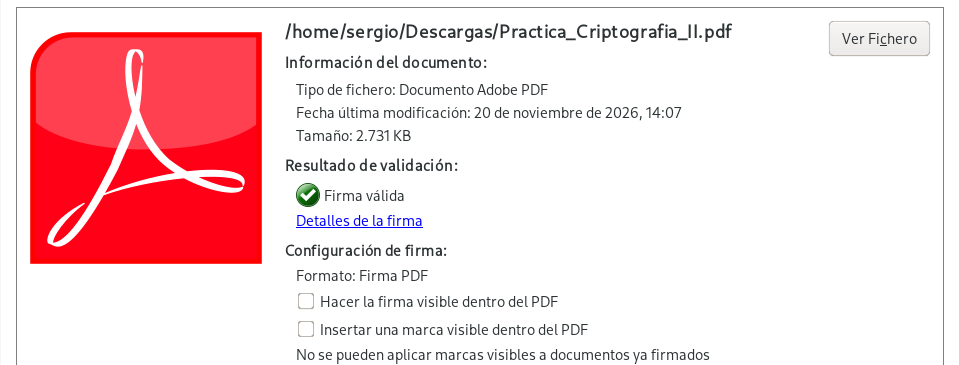 /home/sergio/Descargas/Practica_Criptografia_II.pdf
Ver Fichero
Información del documento:
Tipo de fichero: Documento Adobe PDF
Fecha última modificación: 20 de noviembre de 2026, 14:07
Tamaño: 2.731 KB
Resultado de validación:
Firma válida
Detalles de la firma
Configuración de firma:
Formato: Firma PDF
Hacer la firma visible dentro del PDF
Insertar una marca visible dentro del PDF
No se pueden aplicar marcas visibles a documentos ya firmados